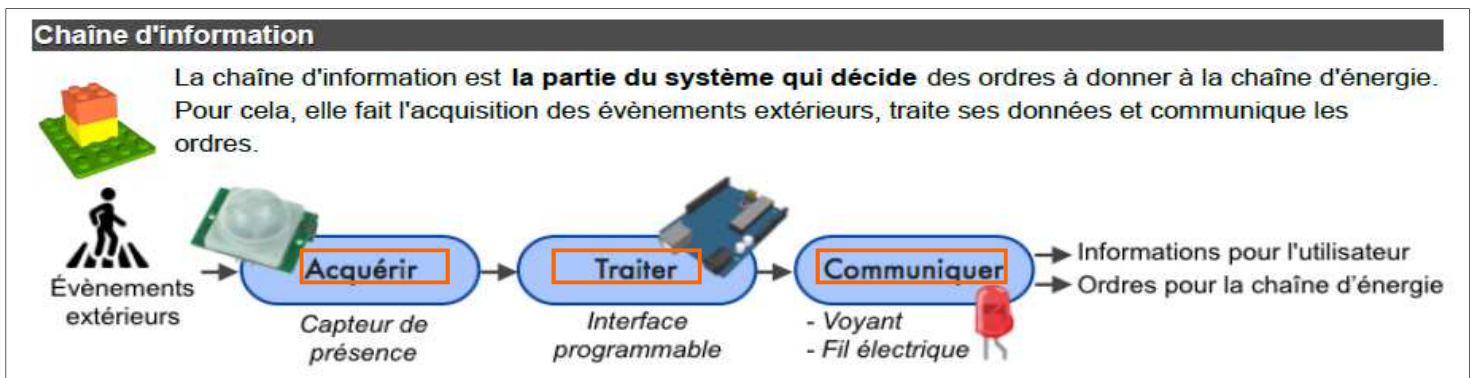 Chaîne d'information
La chaîne d'information est la partie du système qui décide des ordres à donner à la chaîne d'énergie.
Pour cela, elle fait l'acquisition des évènements extérieurs, traite ses données et communique les
ordres.
Évènements
extérieurs
Acquérir
Capteur de
présence
Traiter
Interface
programmable
Communiquer
- Voyant
- Fil électrique
Informations pour l'utilisateur
Ordres pour la chaîne d'énergie